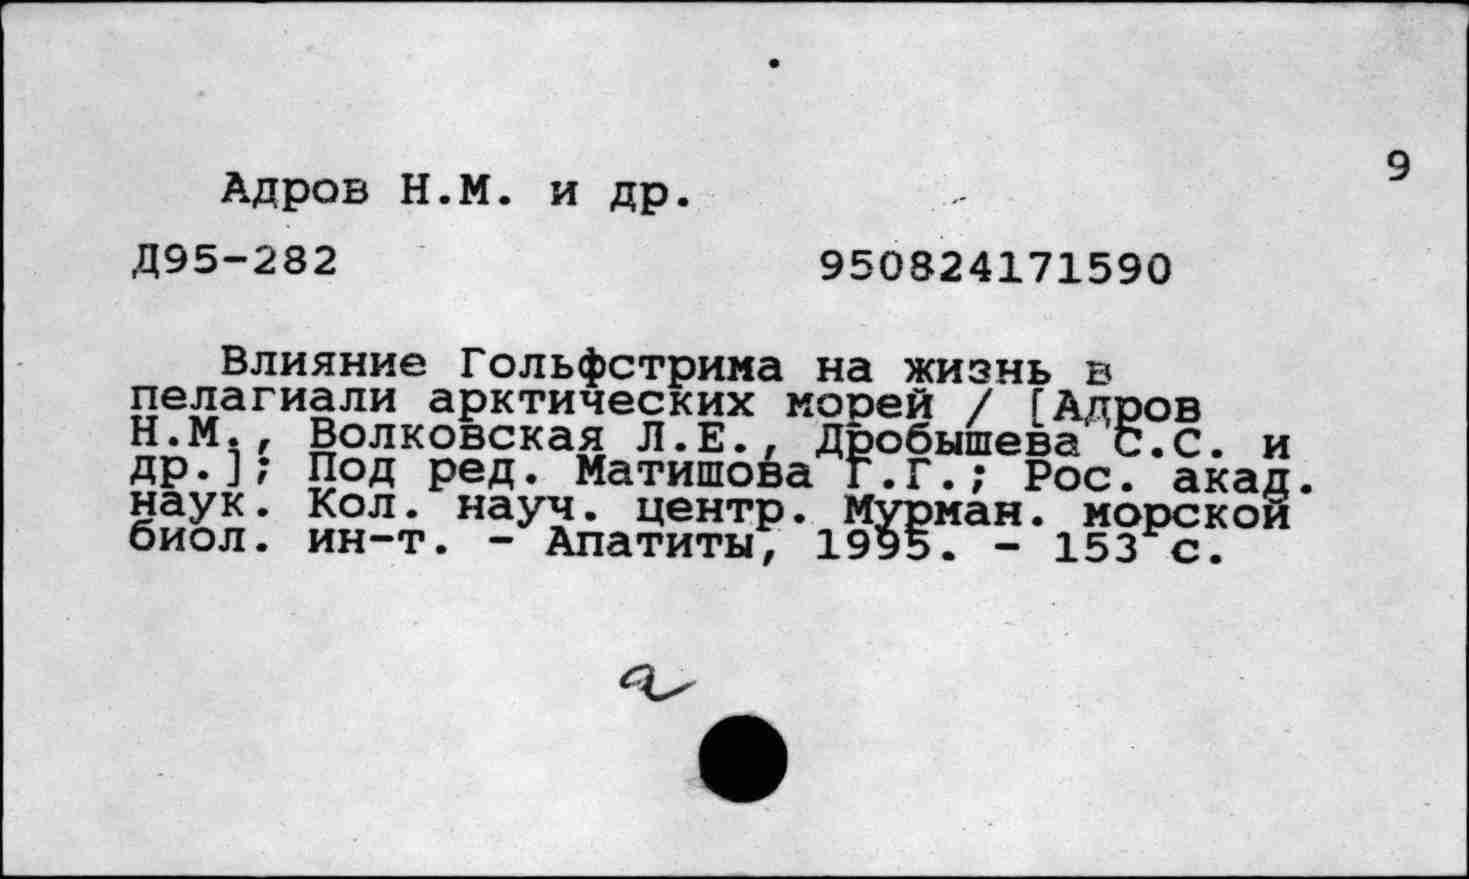 9
Адров Н.М. и др.
Д95-282 950824171590
Влияние Гольфстрима на жизнь в
пелагиали арктических морей / [Адров
Н.М., Волковская Л.Е., Дробышева С.С. и
др.]; Под ред. Матишова Г.Г.; Рос. акад.
наук. Кол. науч. центр. Мурман. морской
биол. ин-т. - Апатиты, 1995. - 153 с.